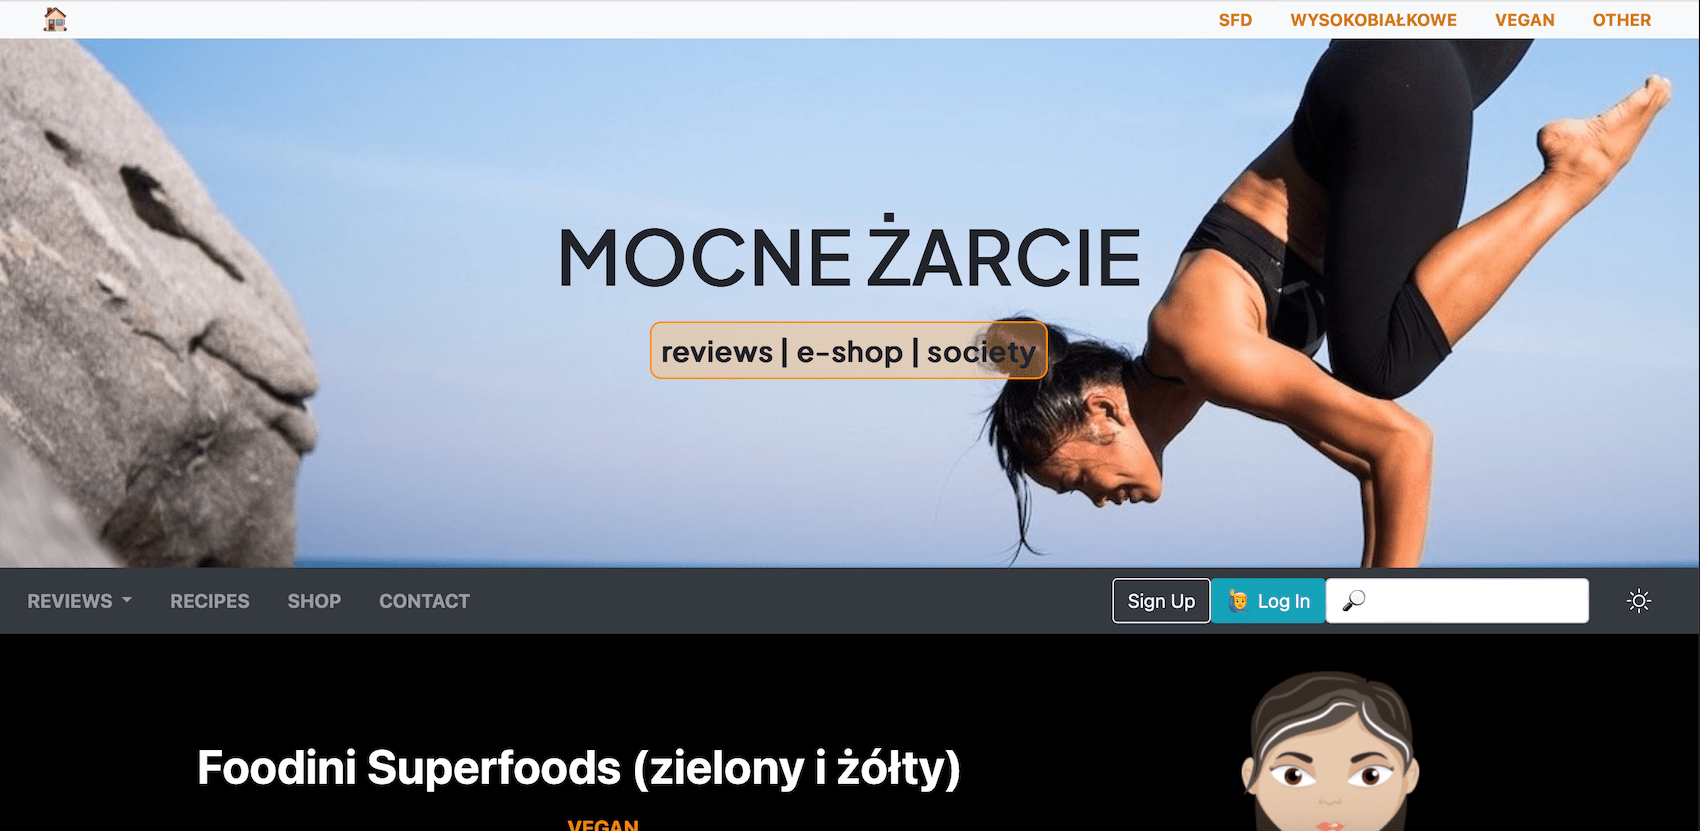 SFD WYSOKOBIAŁKOWE VEGAN OTHER
MOCNE ŻARCIE
reviews | e-shop | society
REVIEWS RECIPES SHOP CONTACT Sign Up Log In
Foodini Superfoods (zielony i żółty)
VEGAN